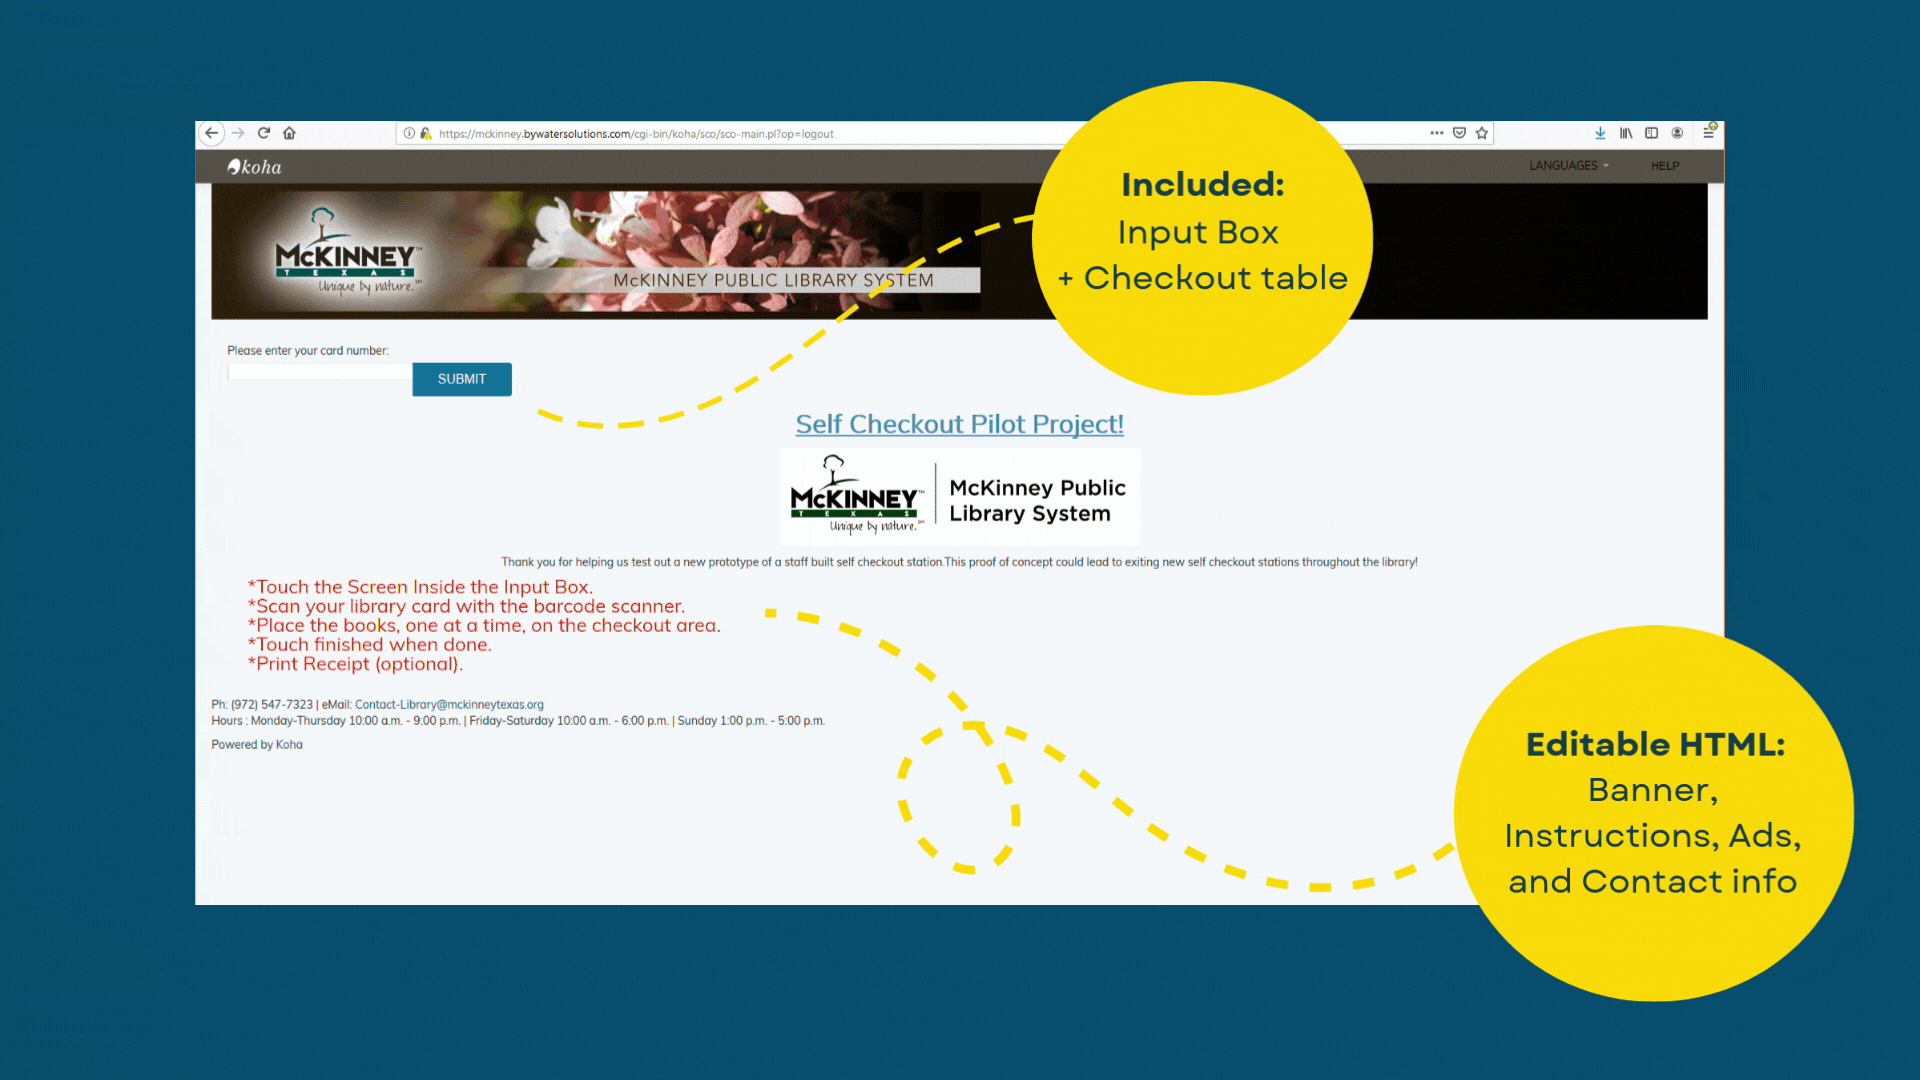 https://mckinney.bywatersolutions.com/cgi-bin/koha/sco/sco-main.pl?op=logout
koha
LANGUAGES
HELP
McKINNEY™
TEXAS
Unique by nature.™
McKINNEY PUBLIC LIBRARY SYSTEM
Included:
Input Box
+ Checkout table
Please enter your card number:
SUBMIT
Self Checkout Pilot Project!
McKINNEY™
TEXAS
Unique by nature.™
McKinney Public
Library System
Thank you for helping us test out a new prototype of a staff built self checkout station.This proof of concept could lead to exiting new self checkout stations throughout the library!
*Touch the Screen Inside the Input Box.
*Scan your library card with the barcode scanner.
*Place the books, one at a time, on the checkout area.
*Touch finished when done.
*Print Receipt (optional).
Ph: (972) 547-7323 | eMail: Contact-Library@mckinneytexas.org
Hours : Monday-Thursday 10:00 a.m. - 9:00 p.m. | Friday-Saturday 10:00 a.m. - 6:00 p.m. | Sunday 1:00 p.m. - 5:00 p.m.
Powered by Koha
Editable HTML:
Banner,
Instructions, Ads,
and Contact info